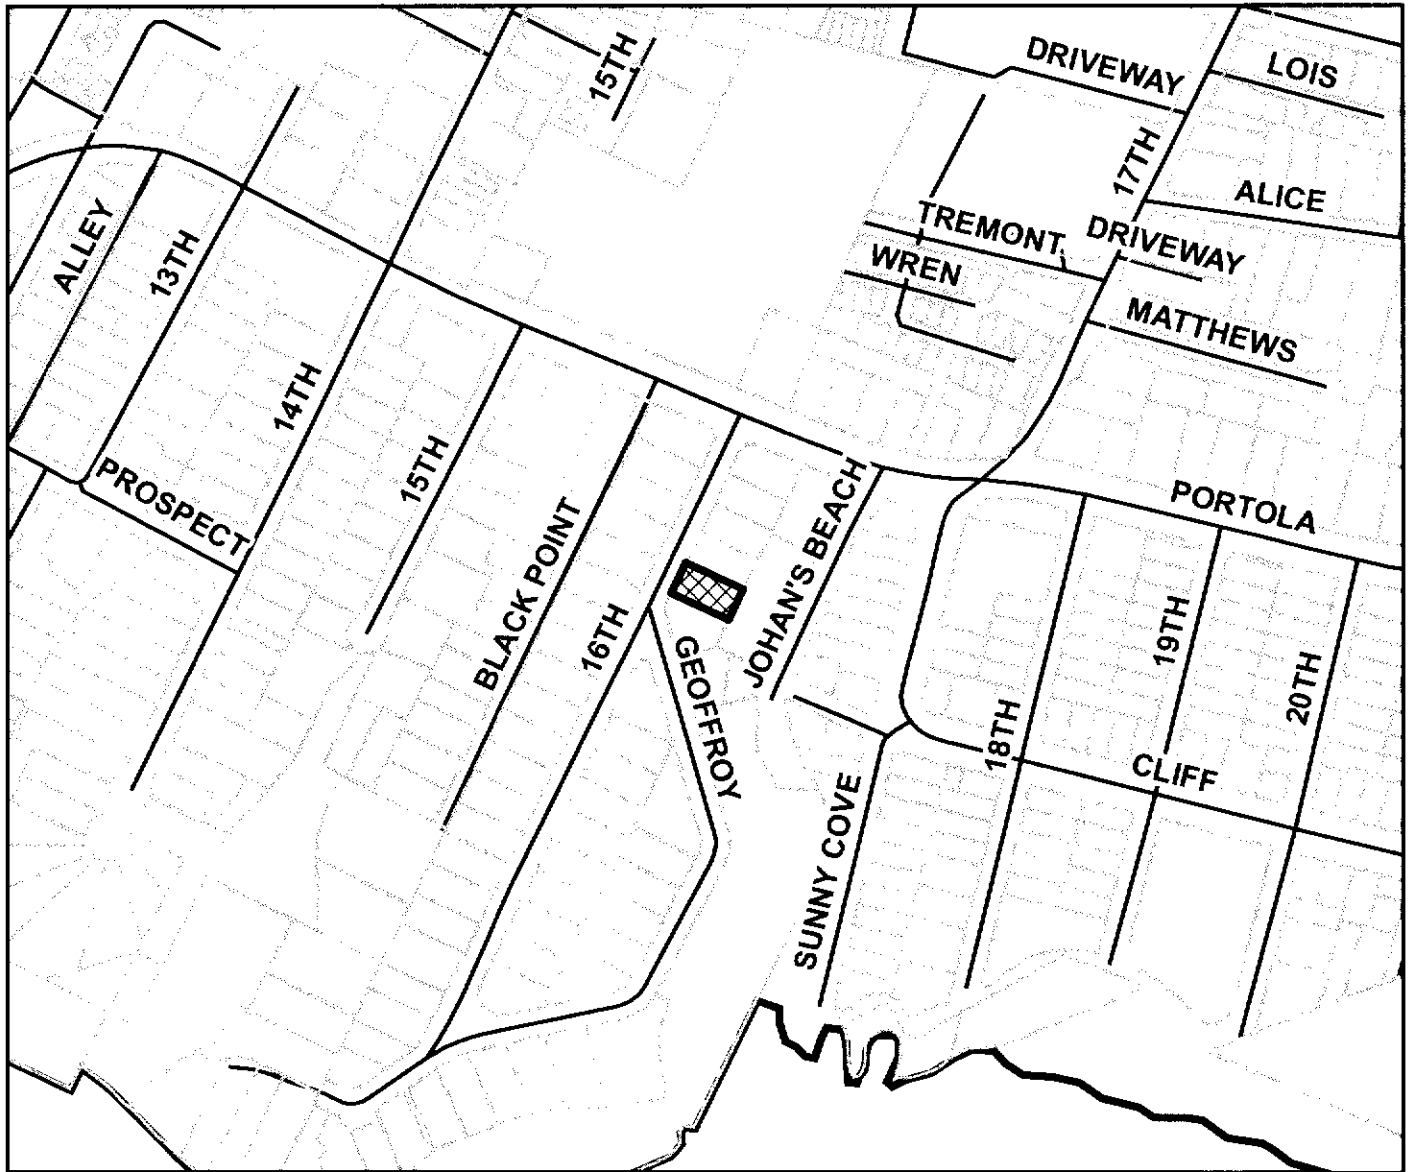 15TH
DRIVEWAY
LOIS
17TH
ALICE
ALLEY
13TH
TREMONT
DRIVEWAY
WREN
MATTHEWS
14TH
15TH
PROSPECT
BLACK POINT
JOHAN'S BEACH
PORTOLA
16TH
GEOFFROY
19TH
20TH
18TH
CLIFF
SUNNY COVE